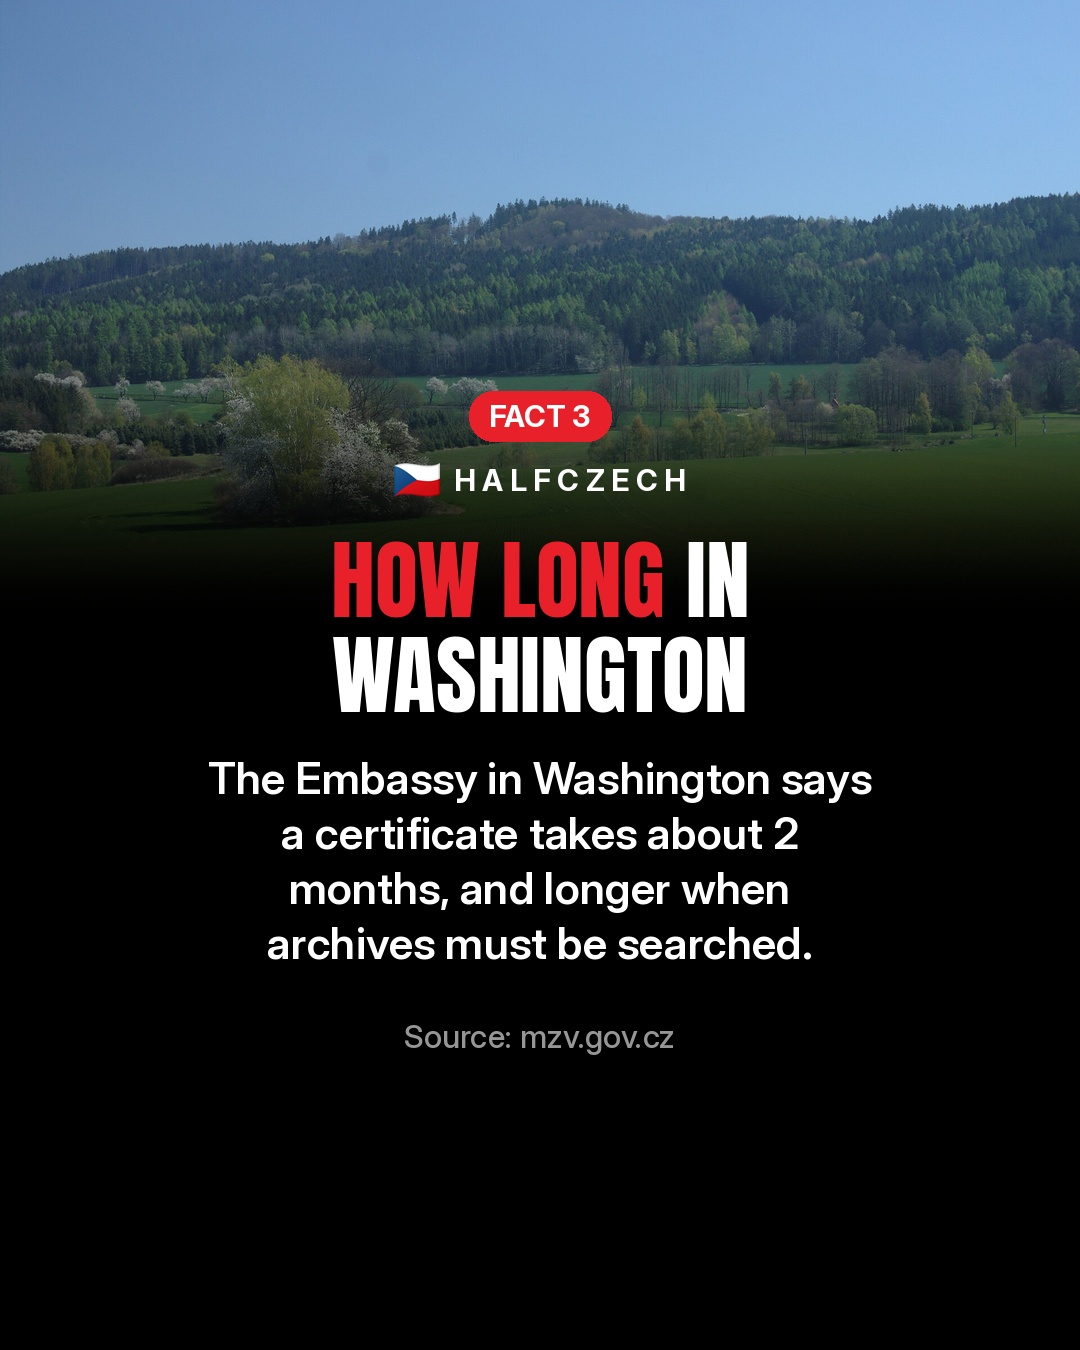 FACT 3
HALFCZECH
HOW LONG IN
WASHINGTON
The Embassy in Washington says
a certificate takes about 2
months, and longer when
archives must be searched.
Source: mzv.gov.cz